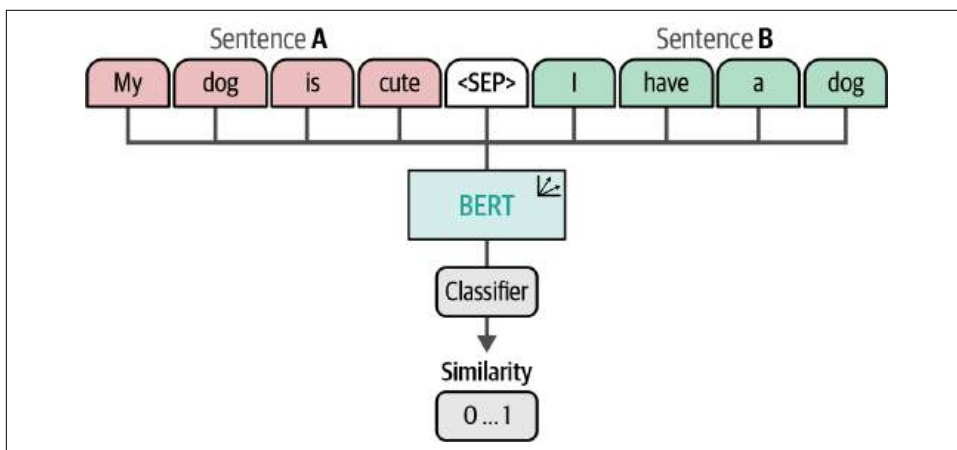 Sentence A Sentence B
My dog is cute <SEP> I have a dog
BERT
Classifier
Similarity
0 ... 1